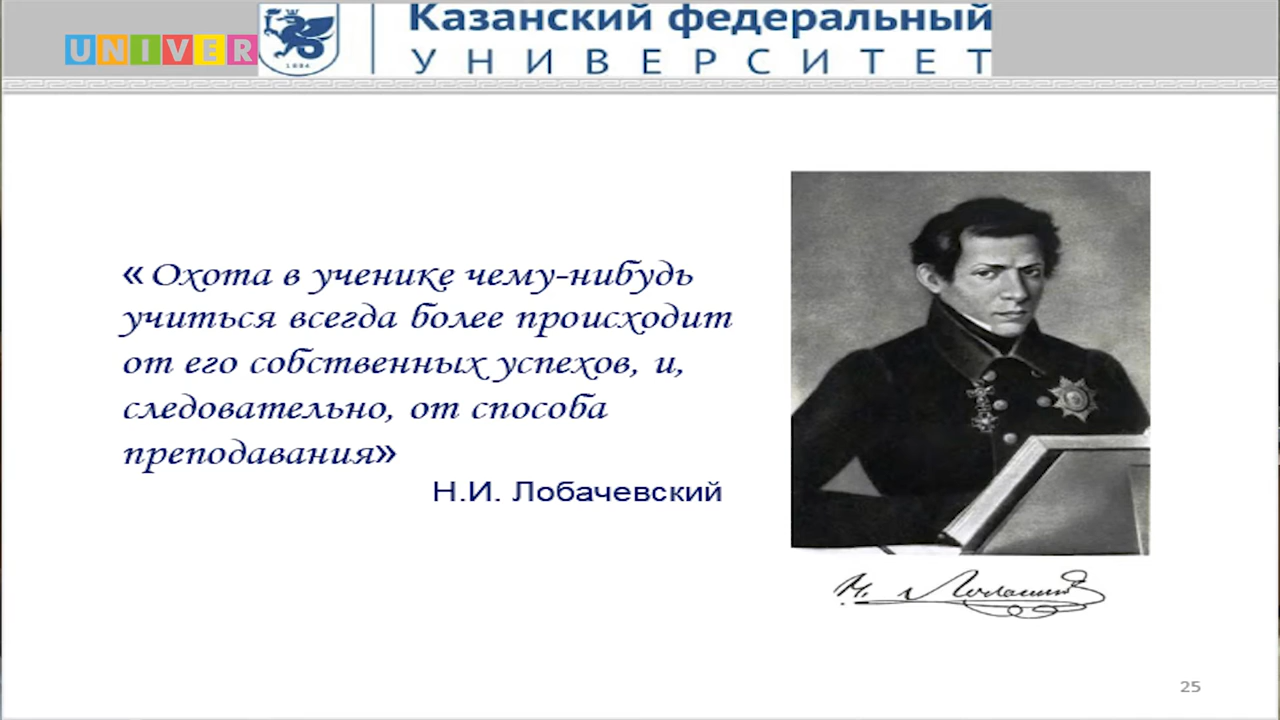 UNIVER
Казанский федеральный
УНИВЕРСИТЕТ
1804
« Охота в ученике чему-нибудь
учиться всегда более происходит
от его собственных успехов, и,
следовательно, от способа
преподавания»
Н.И. Лобачевский
25